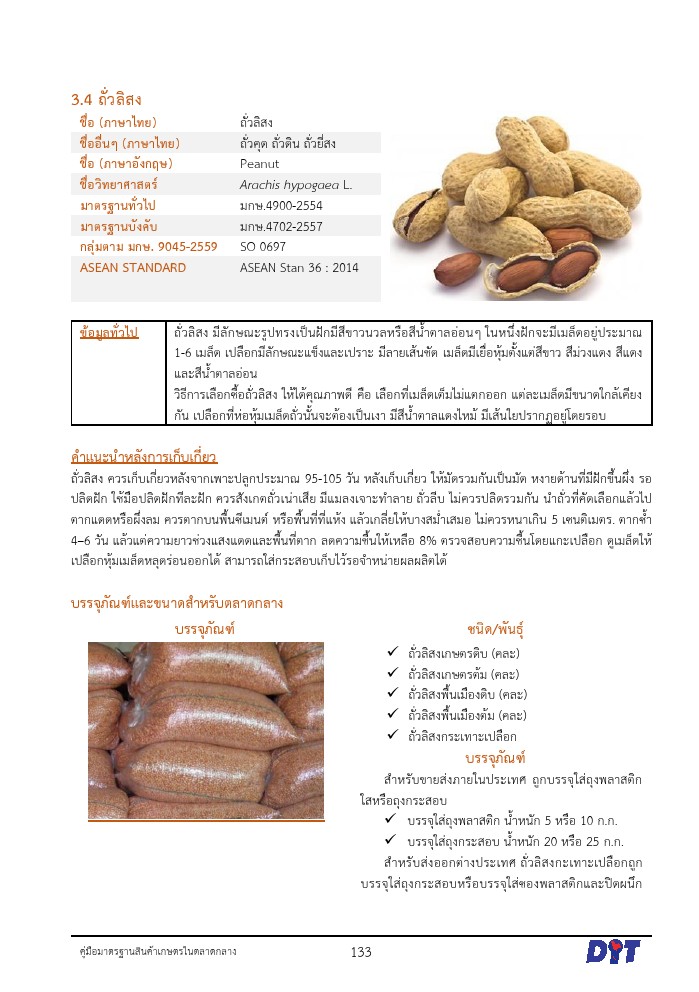 3.4 ถั่วลิสง
ชื่อ (ภาษาไทย) ถั่วลิสง
ชื่ออื่นๆ (ภาษาไทย) ถั่วคุต ถั่วดิน ถั่วยี่สง
ชื่อ (ภาษาอังกฤษ) Peanut
ชื่อวิทยาศาสตร์ Arachis hypogaea L.
มาตรฐานทั่วไป มกษ.4900-2554
มาตรฐานบังคับ มกษ.4702-2557
กลุ่มตาม มกษ. 9045-2559 SO 0697
ASEAN STANDARD ASEAN Stan 36 : 2014
ข้อมูลทั่วไป ถั่วลิสง มีลักษณะรูปทรงเป็นฝักมีสีขาวนวลหรือสีน้ำตาลอ่อนๆ ในหนึ่งฝักจะมีเมล็ดอยู่ประมาณ
1-6 เมล็ด เปลือกมีลักษณะแข็งและเปราะ มีลายเส้นชัด เมล็ดมีเยื่อหุ้มตั้งแต่สีขาว สีม่วงแดง สีแดง
และสีน้ำตาลอ่อน
วิธีการเลือกซื้อถั่วลิสง ให้ได้คุณภาพดี คือ เลือกที่เมล็ดเต็มไม่แตกออก แต่ละเมล็ดมีขนาดใกล้เคียง
กัน เปลือกที่ห่อหุ้มเมล็ดถั่วนั้นจะต้องเป็นเงา มีสีน้ำตาลแดงไหม้ มีเส้นใยปรากฏอยู่โดยรอบ
คำแนะนำหลังการเก็บเกี่ยว
ถั่วลิสง ควรเก็บเกี่ยวหลังจากเพาะปลูกประมาณ 95-105 วัน หลังเก็บเกี่ยว ให้มัดรวมกันเป็นมัด หงายด้านที่มีฝักขึ้นผึ่ง รอ
ปลิดฝัก ใช้มือปลิดฝักทีละฝัก ควรสังเกตถั่วเน่าเสีย มีแมลงเจาะทำลาย ถั่วลีบ ไม่ควรปลิดรวมกัน นำถั่วที่คัดเลือกแล้วไป
ตากแดดหรือผึ่งลม ควรตากบนพื้นซีเมนต์ หรือพื้นที่ที่แห้ง แล้วเกลี่ยให้บางสม่ำเสมอ ไม่ควรหนาเกิน 5 เซนติเมตร. ตากซ้ำ
4–6 วัน แล้วแต่ความยาวช่วงแสงแดดและพื้นที่ตาก ลดความชื้นให้เหลือ 8% ตรวจสอบความชื้นโดยแกะเปลือก ดูเมล็ดให้
เปลือกหุ้มเมล็ดหลุดร่อนออกได้ สามารถใส่กระสอบเก็บไว้รอจำหน่ายผลผลิตได้
บรรจุภัณฑ์และขนาดสำหรับตลาดกลาง
บรรจุภัณฑ์
ชนิด/พันธุ์
✓ ถั่วลิสงเกษตรดิบ (คละ)
✓ ถั่วลิสงเกษตรต้ม (คละ)
✓ ถั่วลิสงพื้นเมืองดิบ (คละ)
✓ ถั่วลิสงพื้นเมืองต้ม (คละ)
✓ ถั่วลิสงกระเทาะเปลือก
บรรจุภัณฑ์
สำหรับขายส่งภายในประเทศ ถูกบรรจุใส่ถุงพลาสติก
ใสหรือถุงกระสอบ
✓ บรรจุใส่ถุงพลาสติก น้ำหนัก 5 หรือ 10 ก.ก.
✓ บรรจุใส่ถุงกระสอบ น้ำหนัก 20 หรือ 25 ก.ก.
สำหรับส่งออกต่างประเทศ ถั่วลิสงกะเทาะเปลือกถูก
บรรจุใส่ถุงกระสอบหรือบรรจุใส่ซองพลาสติกและปิดผนึก
คู่มือมาตรฐานสินค้าเกษตรในตลาดกลาง 133 DIT